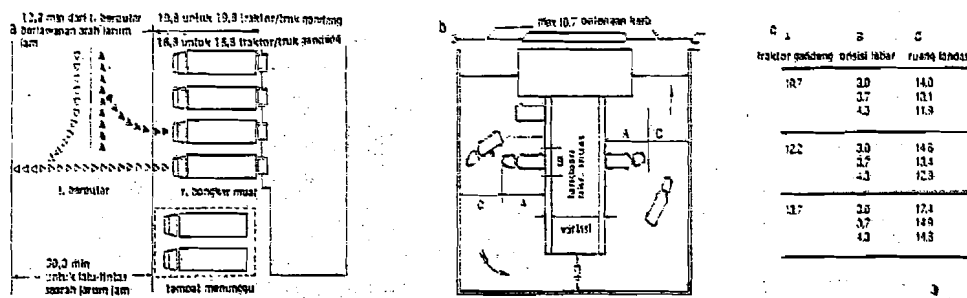 a
12,2 min dari r. berputar
berlawanan arah jarum
jam
19,8 untuk 19,8 traktor/truk gandeng
16,8 untuk 16,8 traktor/truk gandeng
r. berputar
r. bongkar muat
30,0 min
untuk lalu-lintas
searah jarum jam
tempat menunggu
b
max 10,7 potongan kerb
A
C
B
C
A
variasi
c
A B C
traktor gandeng posisi lebar ruang landas
10,7 3,0 14,0
3,7 13,1
4,3 11,9
12,2 3,0 14,6
3,7 13,4
4,3 12,8
13,7 3,0 17,4
3,7 14,9
4,3 14,3